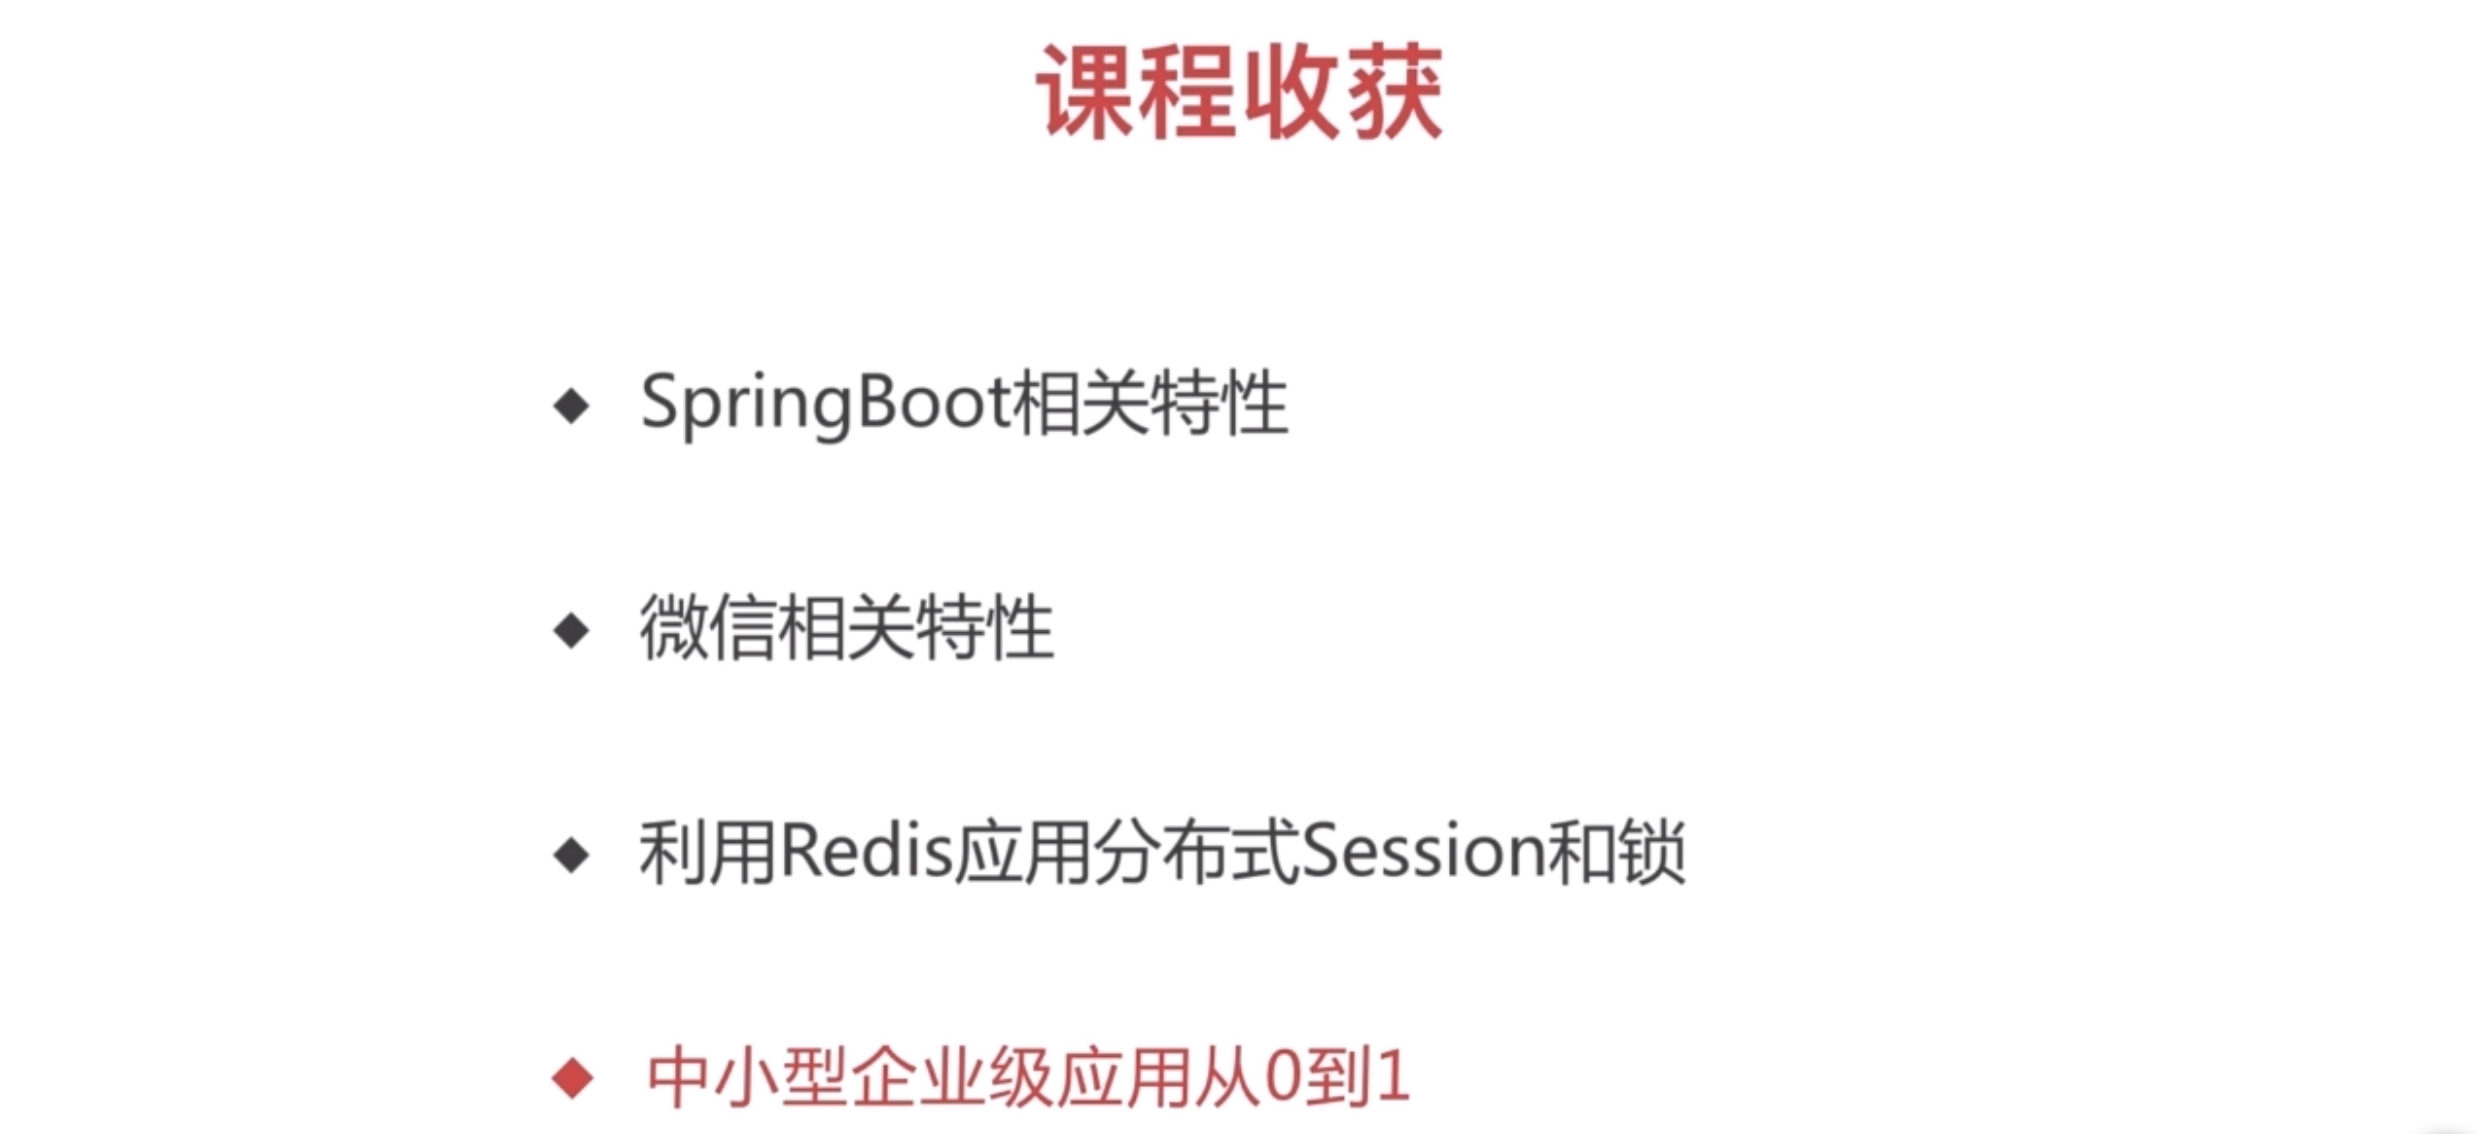 课程收获
◆ SpringBoot相关特性
◆ 微信相关特性
◆ 利用Redis应用分布式Session和锁
◆ 中小型企业级应用从0到1